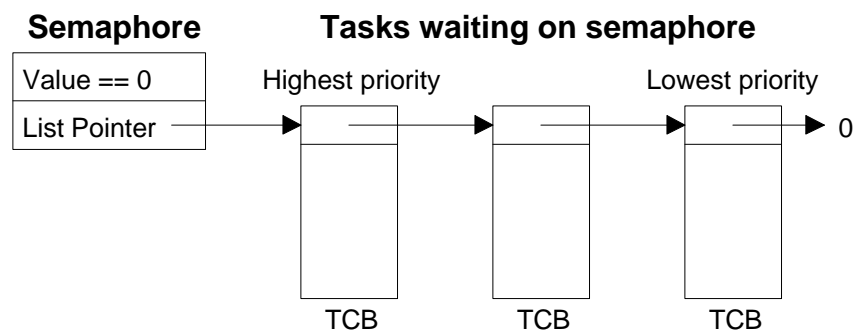 Semaphore
Tasks waiting on semaphore
Value == 0
Highest priority
Lowest priority
List Pointer
0
TCB
TCB
TCB